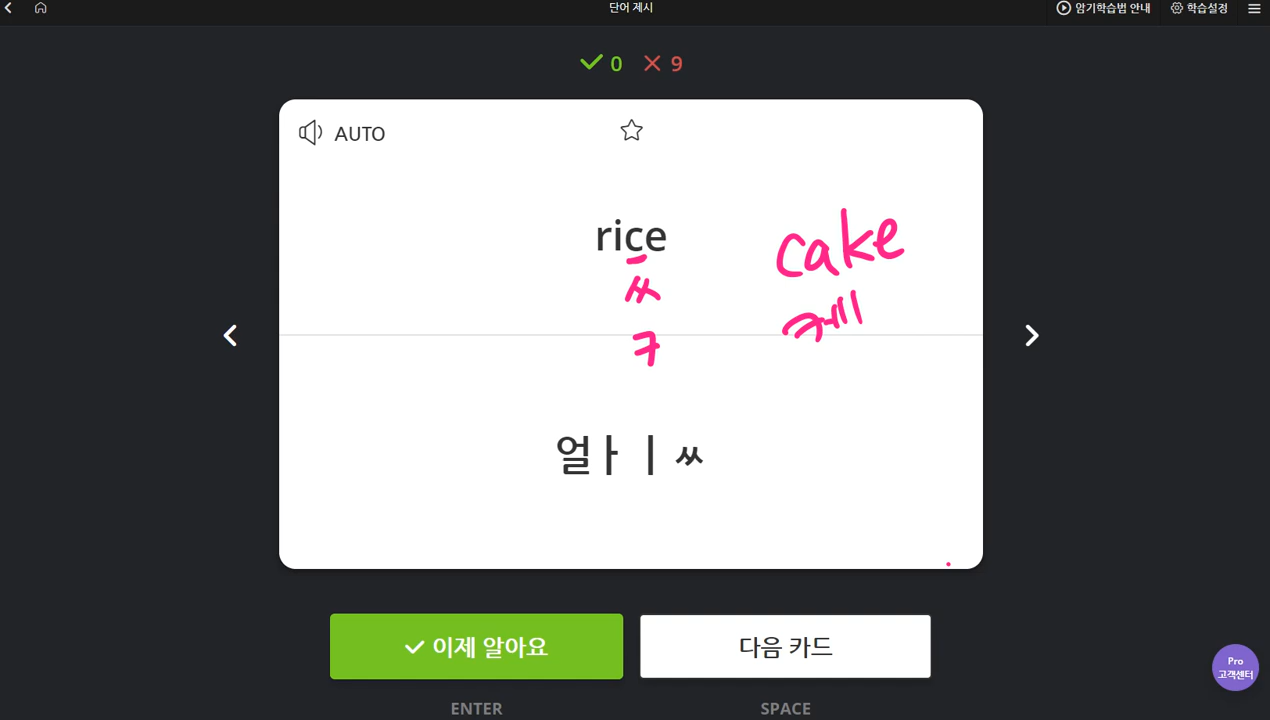 단어 제시
암기학습법 안내
학습설정
0 9
AUTO
rice
cake
ㅆ
ㅋ
얼ㅏㅣㅆ
이제 알아요
다음 카드
Pro
고객센터
ENTER
SPACE